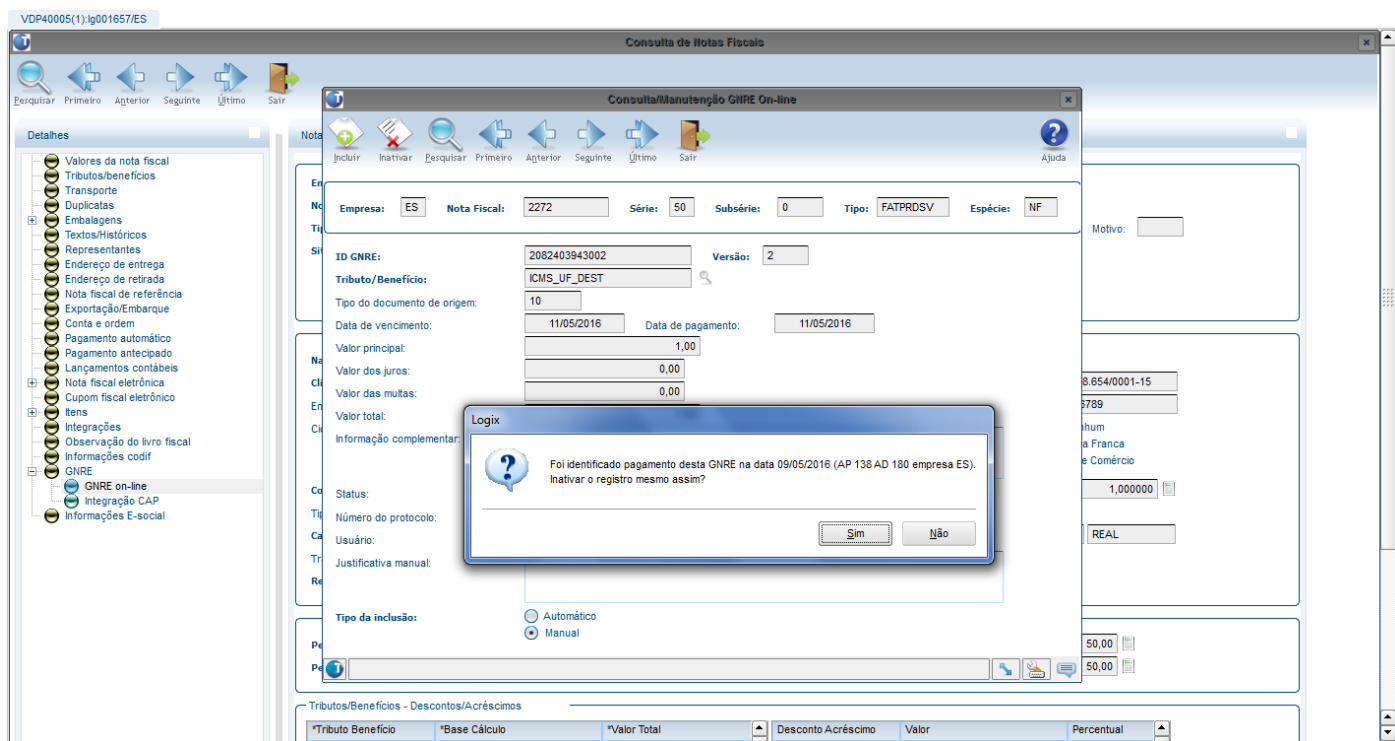 VDP40005(1):lg001657/ES
Consulta de Notas Fiscais
Pesquisar Primeiro Anterior Seguinte Último Sair
Detalhes
Valores da nota fiscal
Tributos/benefícios
Transporte
Duplicatas
Embalagens
Textos/Históricos
Representantes
Endereço de entrega
Endereço de retirada
Nota fiscal de referência
Exportação/Embarque
Conta e ordem
Pagamento automático
Pagamento antecipado
Lançamentos contábeis
Nota fiscal eletrônica
Cupom fiscal eletrônico
Itens
Integrações
Observação do livro fiscal
Informações codif
GNRE
GNRE on-line
Integração CAP
Informações E-social
Nota
Consulta/Manutenção GNRE On-line
Incluir Inativar Pesquisar Primeiro Anterior Seguinte Último Sair Ajuda
Empresa: ES Nota Fiscal: 2272 Série: 50 Subsérie: 0 Tipo: FATPRDSV Espécie: NF
Motivo:
ID GNRE: 2082403943002 Versão: 2
Tributo/Benefício: ICMS_UF_DEST
Tipo do documento de origem: 10
Data de vencimento: 11/05/2016 Data de pagamento: 11/05/2016
Valor principal: 1,00
Valor dos juros: 0,00
Valor das multas: 0,00
Valor total:
Informação complementar:
Status:
Número do protocolo:
Usuário:
Justificativa manual:
Tipo da inclusão: Automático
Manual
Logix
Foi identificado pagamento desta GNRE na data 09/05/2016 (AP 138 AD 180 empresa ES).
Inativar o registro mesmo assim?
Sim Não
8.654/0001-15
6789
nhum
a Franca
e Comércio
1,000000
REAL
50,00
50,00
Tributos/Benefícios - Descontos/Acréscimos
*Tributo Benefício *Base Cálculo *Valor Total Desconto Acréscimo Valor Percentual